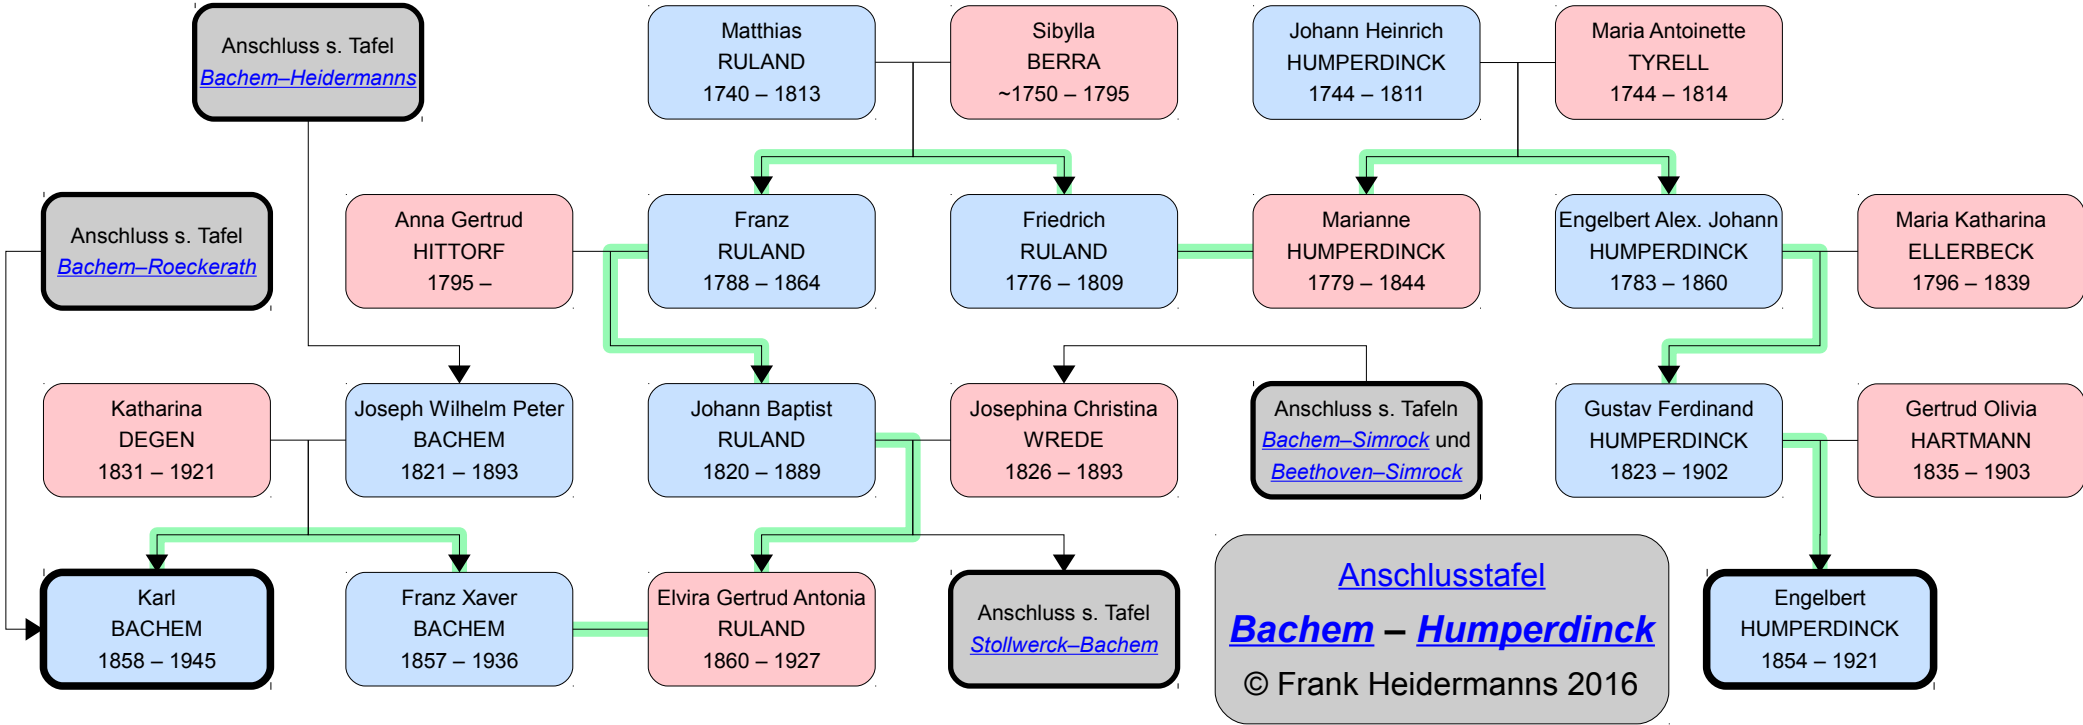 Anschluss s. Tafel
Bachem–Heidermanns
Matthias
RULAND
1740 – 1813
Sibylla
BERRA
~1750 – 1795
Johann Heinrich
HUMPERDINCK
1744 – 1811
Maria Antoinette
TYRELL
1744 – 1814
Anschluss s. Tafel
Bachem–Roeckerath
Anna Gertrud
HITTORF
1795 –
Franz
RULAND
1788 – 1864
Friedrich
RULAND
1776 – 1809
Marianne
HUMPERDINCK
1779 – 1844
Engelbert Alex. Johann
HUMPERDINCK
1783 – 1860
Maria Katharina
ELLERBECK
1796 – 1839
Katharina
DEGEN
1831 – 1921
Joseph Wilhelm Peter
BACHEM
1821 – 1893
Johann Baptist
RULAND
1820 – 1889
Josephina Christina
WREDE
1826 – 1893
Anschluss s. Tafeln
Bachem–Simrock und
Beethoven–Simrock
Gustav Ferdinand
HUMPERDINCK
1823 – 1902
Gertrud Olivia
HARTMANN
1835 – 1903
Karl
BACHEM
1858 – 1945
Franz Xaver
BACHEM
1857 – 1936
Elvira Gertrud Antonia
RULAND
1860 – 1927
Anschluss s. Tafel
Stollwerck–Bachem
Anschlusstafel
Bachem – Humperdinck
© Frank Heidermanns 2016
Engelbert
HUMPERDINCK
1854 – 1921